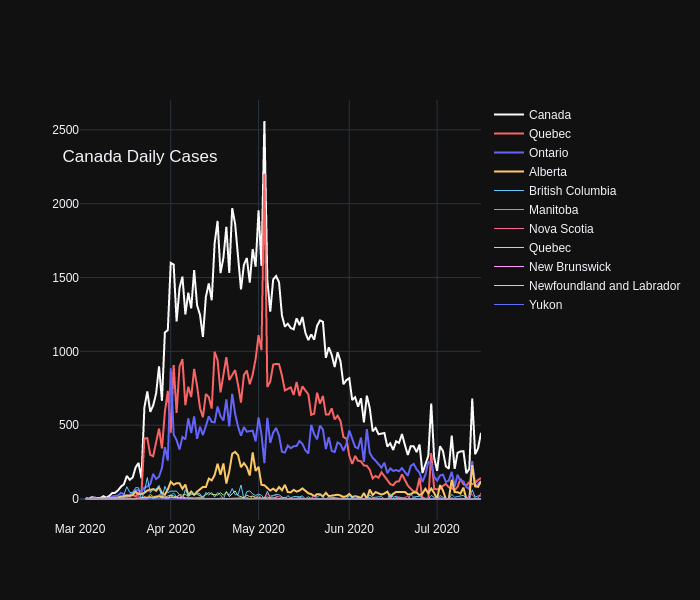 Canada Daily Cases
2500
2000
1500
1000
500
0
Mar 2020
Apr 2020
May 2020
Jun 2020
Jul 2020
Canada
Quebec
Ontario
Alberta
British Columbia
Manitoba
Nova Scotia
Quebec
New Brunswick
Newfoundland and Labrador
Yukon